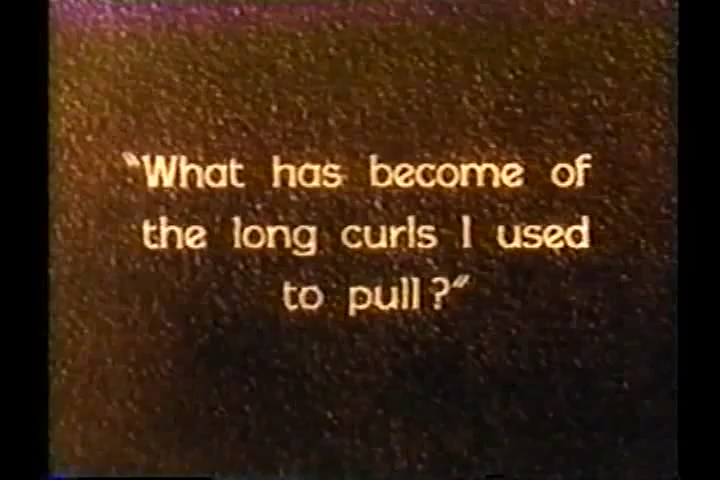 "What has become of
the long curls I used
to pull?"